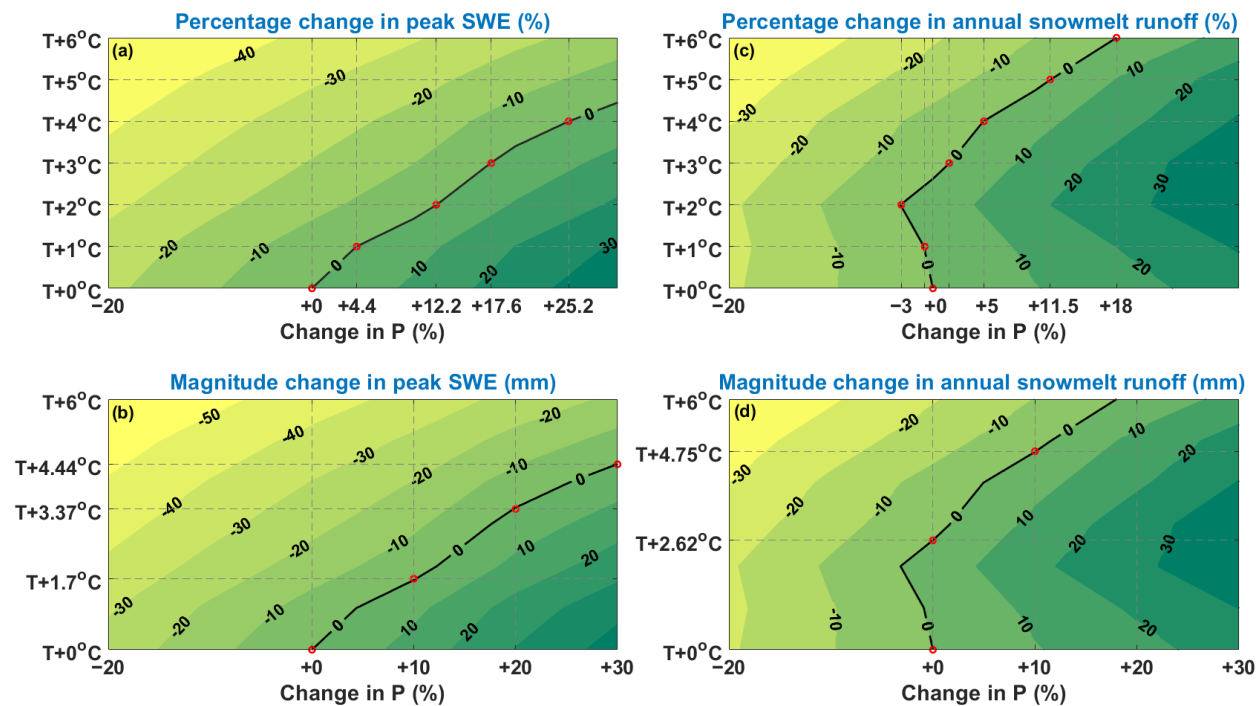 Percentage change in peak SWE (%)
(a)
T+6°C
T+5°C
T+4°C
T+3°C
T+2°C
T+1°C
T+0°C
-40
-30
-20
-10
0
-20
-10
0
10
20
30
−20
+0
+4.4
+12.2
+17.6
+25.2
Change in P (%)
Percentage change in annual snowmelt runoff (%)
(c)
T+6°C
T+5°C
T+4°C
T+3°C
T+2°C
T+1°C
T+0°C
-20
-10
0
10
20
-30
-20
-10
0
10
20
30
-10
0
10
20
−20
−3
+0
+5
+11.5
+18
Change in P (%)
Magnitude change in peak SWE (mm)
(b)
T+6°C
T+4.44°C
T+3.37°C
T+1.7°C
T+0°C
-50
-40
-30
-20
-20
-10
0
-40
-30
-20
-10
0
10
20
-30
-20
-10
0
10
20
−20
+0
+10
+20
+30
Change in P (%)
Magnitude change in annual snowmelt runoff (mm)
(d)
T+6°C
T+4.75°C
T+2.62°C
T+0°C
-20
-10
0
10
20
-30
-20
-10
0
10
20
30
-10
0
10
20
−20
+0
+10
+20
+30
Change in P (%)